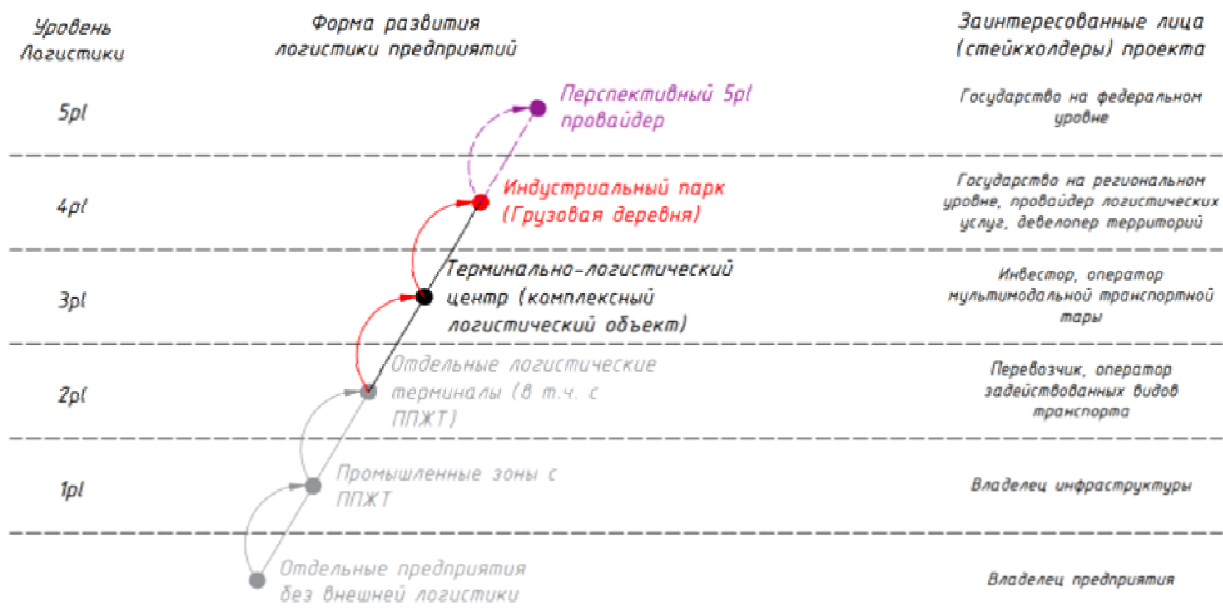 Уровень
Логистики
Форма развития
логистики предприятий
Заинтересованные лица
(стейкхолдеры) проекта
5pl
Перспективный 5pl
провайдер
Государство на федеральном
уровне
4pl
Индустриальный парк
(Грузовая деревня)
Государство на региональном
уровне, провайдер логистических
услуг, девелопер территорий
3pl
Терминально-логистический
центр (комплексный
логистический объект)
Инвестор, оператор
мультимодальной транспортной
тары
2pl
Отдельные логистические
терминалы (в т.ч. с
ППЖТ)
Перевозчик, оператор
задействованных видов
транспорта
1pl
Промышленные зоны с
ППЖТ
Владелец инфраструктуры
Отдельные предприятия
без внешней логистики
Владелец предприятия